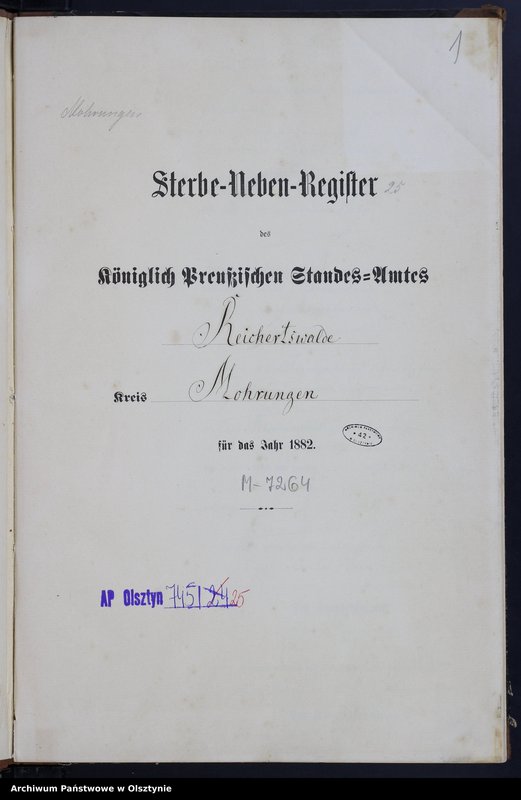 1
Mohrungen
Sterbe-Neben-Register 25
des
Königlich Preußischen Standes-Amtes
Reichertswalde
Kreis Mohrungen
für das Jahr 1882.
42
M-7264
AP Olsztyn 745/24 25
Archiwum Państwowe w Olsztynie